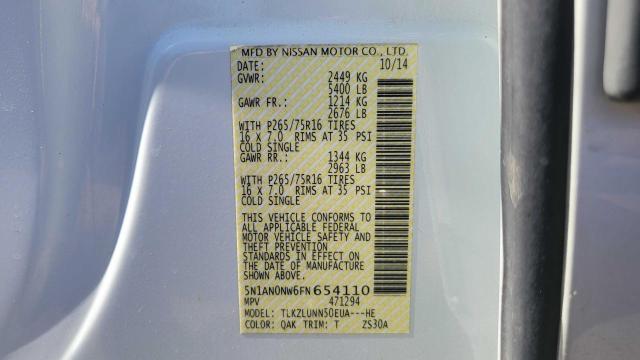 MFD BY NISSAN MOTOR CO., LTD.
DATE: 10/14
GVWR: 2449 KG
5400 LB
GAWR FR.: 1214 KG
2676 LB
WITH P265/75R16 TIRES
16 X 7.0 RIMS AT 35 PSI
COLD SINGLE
GAWR RR.: 1344 KG
2963 LB
WITH P265/75R16 TIRES
16 X 7.0 RIMS AT 35 PSI
COLD SINGLE
THIS VEHICLE CONFORMS TO
ALL APPLICABLE FEDERAL
MOTOR VEHICLE SAFETY AND
THEFT PREVENTION
STANDARDS IN EFFECT ON
THE DATE OF MANUFACTURE
SHOWN ABOVE.
5N1AN0NW6FN654110
MPV 471294
MODEL: TLKZLUNN50EUA---HE
COLOR: QAK TRIM: T ZS30A